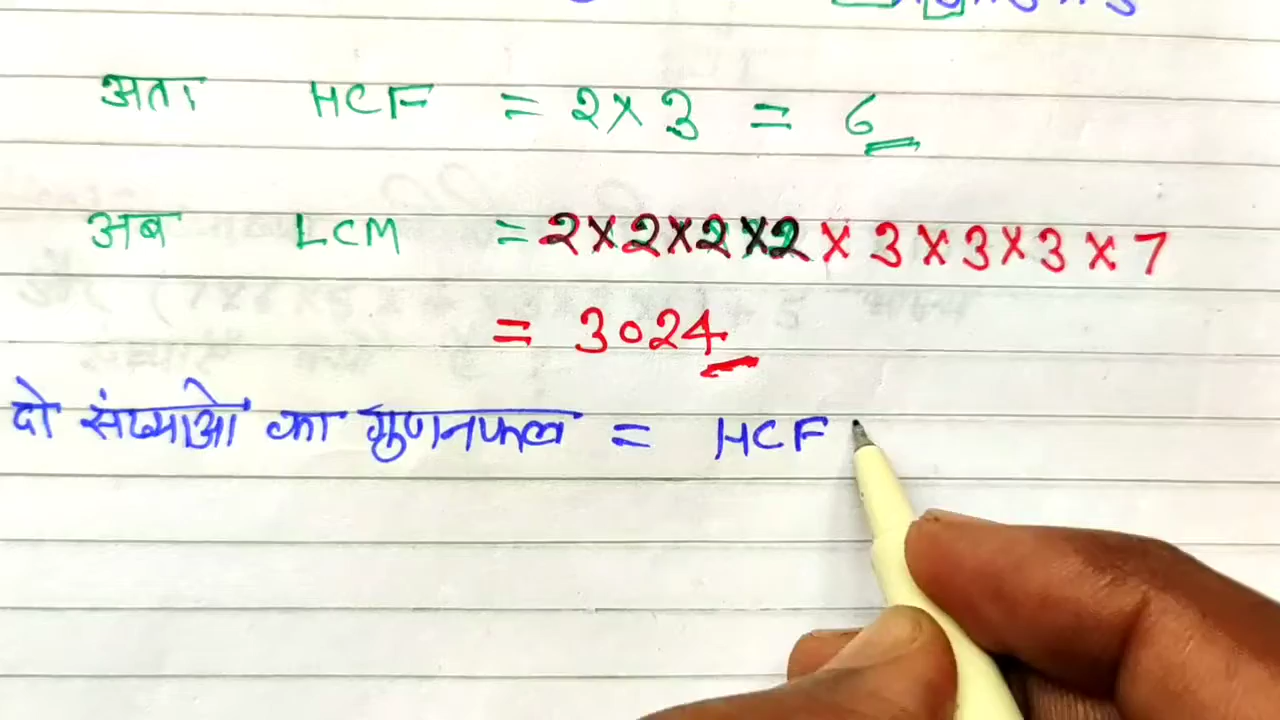 अतः HCF = 2×3 = 6
अब LCM = 2×2×2×2×3×3×3×7
= 3024
दो संख्याओ का गुणनफल = HCF